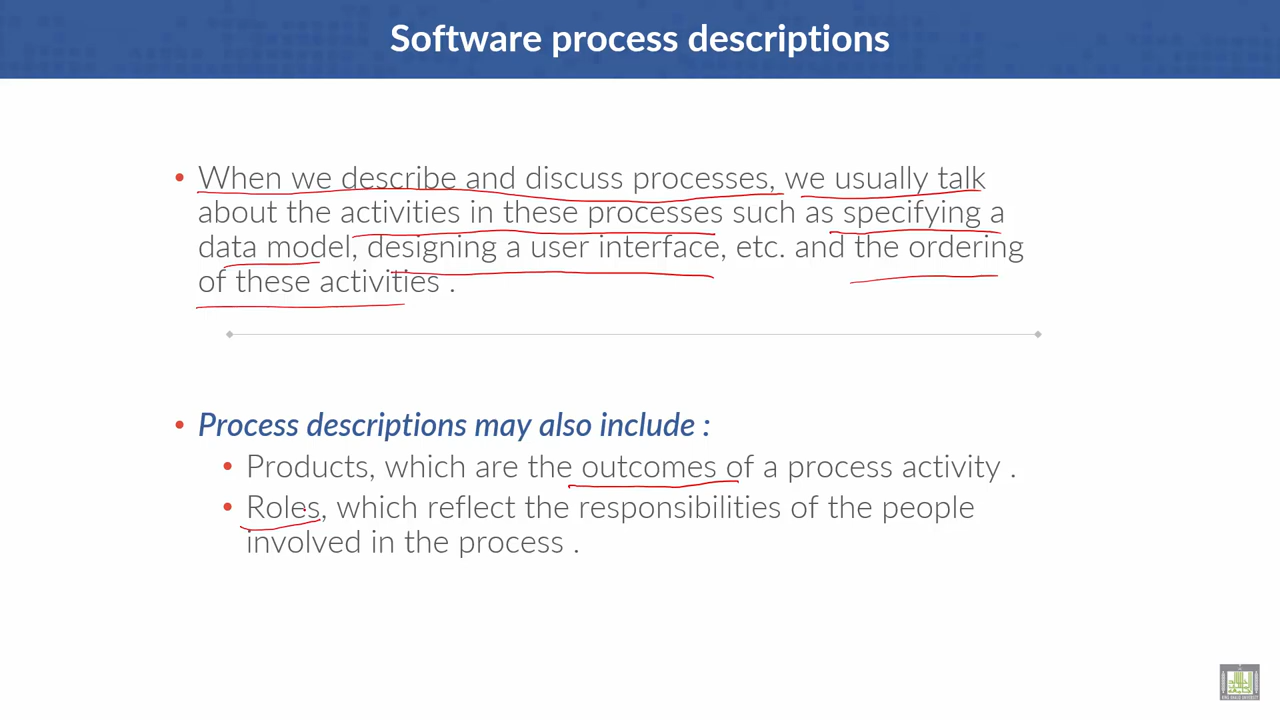 Software process descriptions
• When we describe and discuss processes, we usually talk
about the activities in these processes such as specifying a
data model, designing a user interface, etc. and the ordering
of these activities .
• Process descriptions may also include :
• Products, which are the outcomes of a process activity .
• Roles, which reflect the responsibilities of the people
involved in the process .